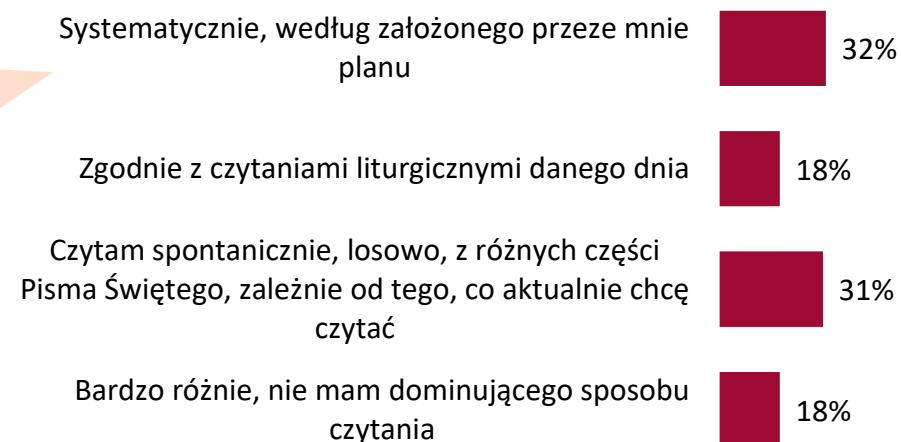 Systematycznie, według założonego przeze mnie
planu
32%
Zgodnie z czytaniami liturgicznymi danego dnia
18%
Czytam spontanicznie, losowo, z różnych części
Pisma Świętego, zależnie od tego, co aktualnie chcę
czytać
31%
Bardzo różnie, nie mam dominującego sposobu
czytania
18%